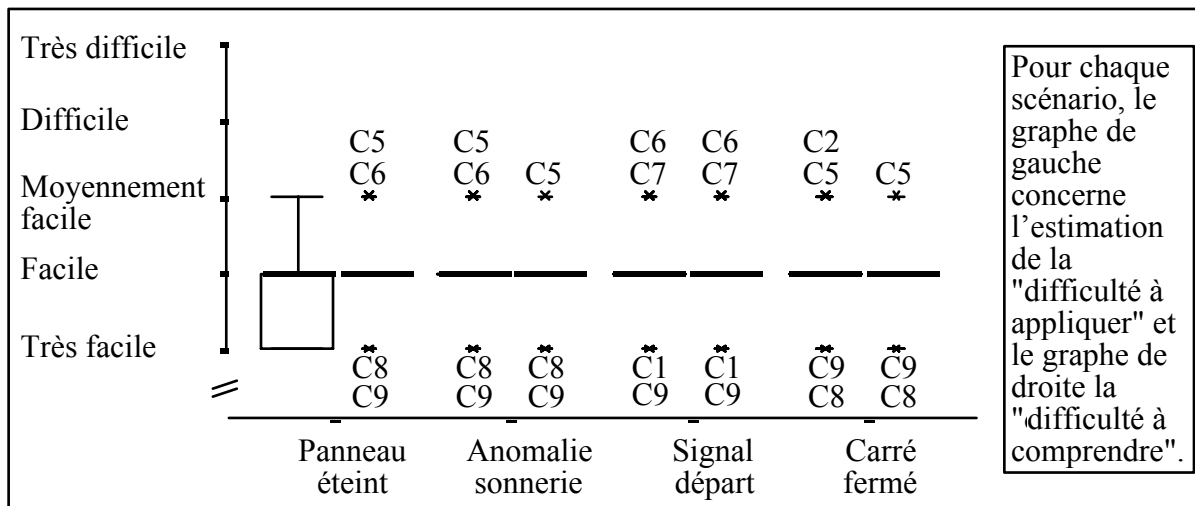 Très difficile
Difficile
Moyennement
facile
Facile
Très facile
C5 C5 C6 C6 C2
C6 C6 C5 C7 C7 C5 C5
C8 C8 C8 C1 C1 C9 C9
C9 C9 C9 C9 C9 C8 C8
Panneau
éteint
Anomalie
sonnerie
Signal
départ
Carré
fermé
Pour chaque
scénario, le
graphe de
gauche
concerne
l'estimation
de la
"difficulté à
appliquer" et
le graphe de
droite la
"difficulté à
comprendre".